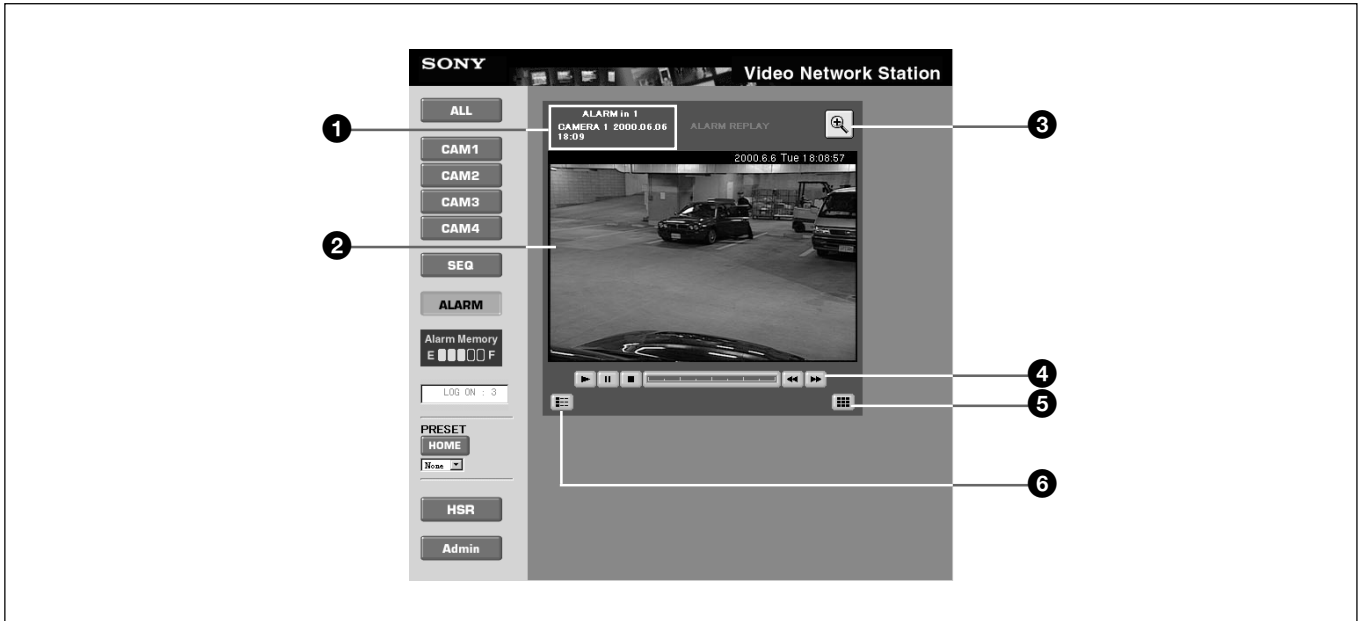 SONY
Video Network Station
ALL
CAM1
CAM2
CAM3
CAM4
SEQ
ALARM
Alarm Memory
E F
LOG ON : 3
PRESET
HOME
None
HSR
Admin
ALARM in 1
CAMERA 1 2000.06.06
18:09
ALARM REPLAY
2000.6.6 Tue 18:08:57
1
2
3
4
5
6